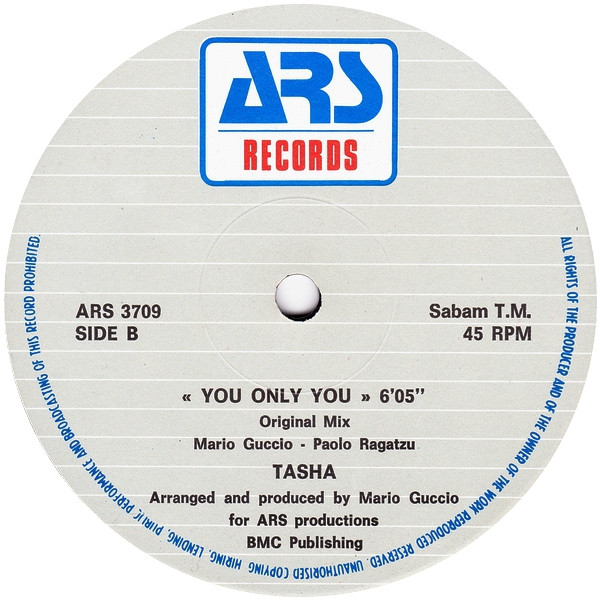 ARS
RECORDS
ARS 3709
SIDE B
Sabam T.M.
45 RPM
« YOU ONLY YOU » 6'05"
Original Mix
Mario Guccio - Paolo Ragatzu
TASHA
Arranged and produced by Mario Guccio
for ARS productions
BMC Publishing
ALL RIGHTS OF THE PRODUCER AND OF THE OWNER OF THE WORK REPRODUCED RESERVED. UNAUTHORISED COPYING HIRING, LENDING, PUBLIC PERFORMANCE AND BROADCASTING OF THIS RECORD PROHIBITED.